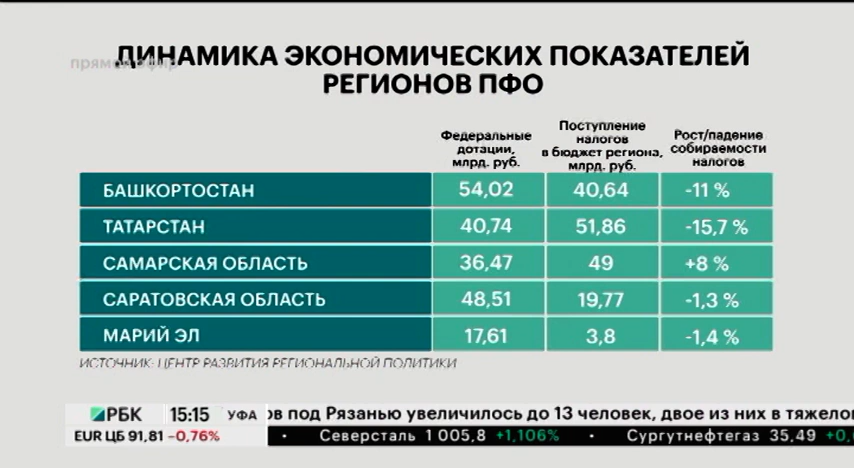 ДИНАМИКА ЭКОНОМИЧЕСКИХ ПОКАЗАТЕЛЕЙ
прямой эфир
РЕГИОНОВ ПФО
Федеральные дотации, млрд. руб.
Поступление налогов в бюджет региона, млрд. руб.
Рост/падение собираемости налогов
БАШКОРТОСТАН 54,02 40,64 -11 %
ТАТАРСТАН 40,74 51,86 -15,7 %
САМАРСКАЯ ОБЛАСТЬ 36,47 49 +8 %
САРАТОВСКАЯ ОБЛАСТЬ 48,51 19,77 -1,3 %
МАРИЙ ЭЛ 17,61 3,8 -1,4 %
ИСТОЧНИК: ЦЕНТР РАЗВИТИЯ РЕГИОНАЛЬНОЙ ПОЛИТИКИ
РБК 15:15 УФА ов под Рязанью увеличилось до 13 человек, двое из них в тяжело
EUR ЦБ 91,81 -0,76% • Северсталь 1 005,8 +1,106% • Сургутнефтегаз 35,49 +0,